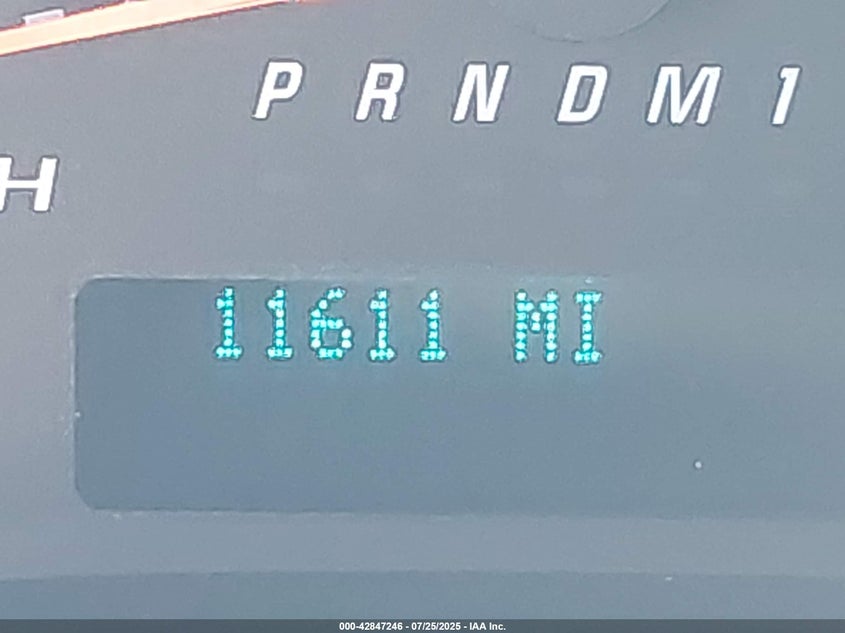 P R N D M 1
H
11611 MI
000-42847246 - 07/25/2025 - IAA Inc.